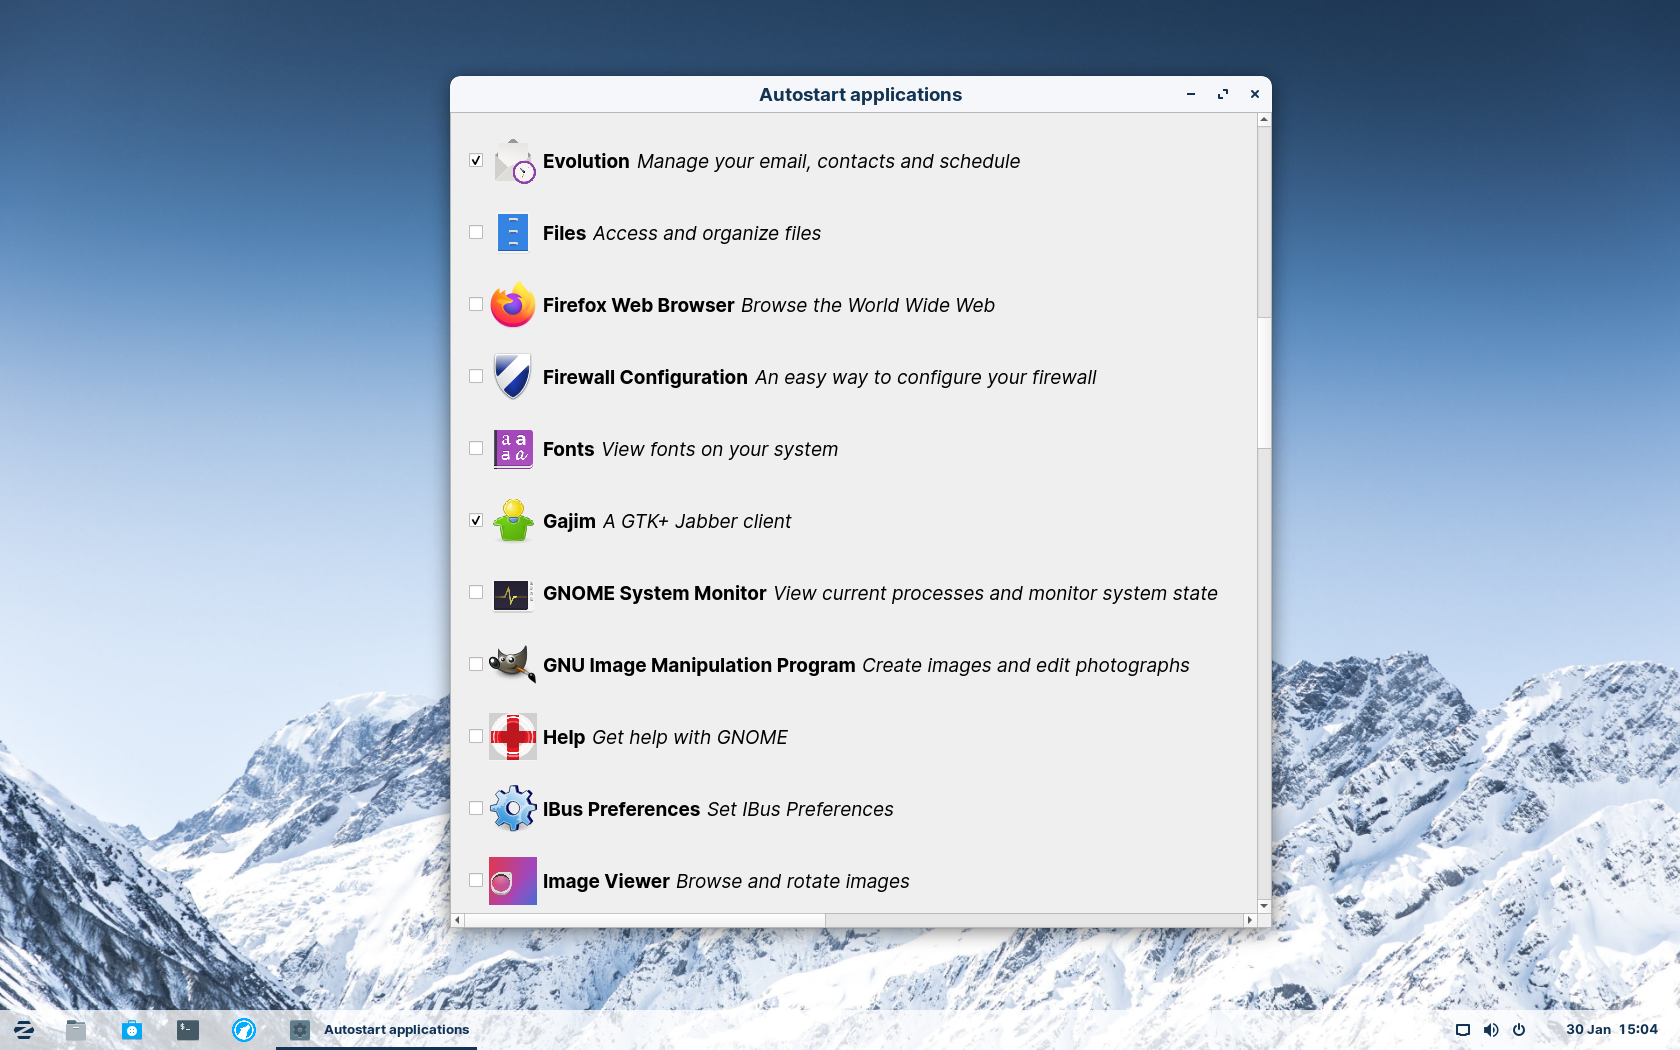 Autostart applications
Evolution Manage your email, contacts and schedule
Files Access and organize files
Firefox Web Browser Browse the World Wide Web
Firewall Configuration An easy way to configure your firewall
Fonts View fonts on your system
Gajim A GTK+ Jabber client
GNOME System Monitor View current processes and monitor system state
GNU Image Manipulation Program Create images and edit photographs
Help Get help with GNOME
IBus Preferences Set IBus Preferences
Image Viewer Browse and rotate images
Autostart applications 30 Jan 15:04